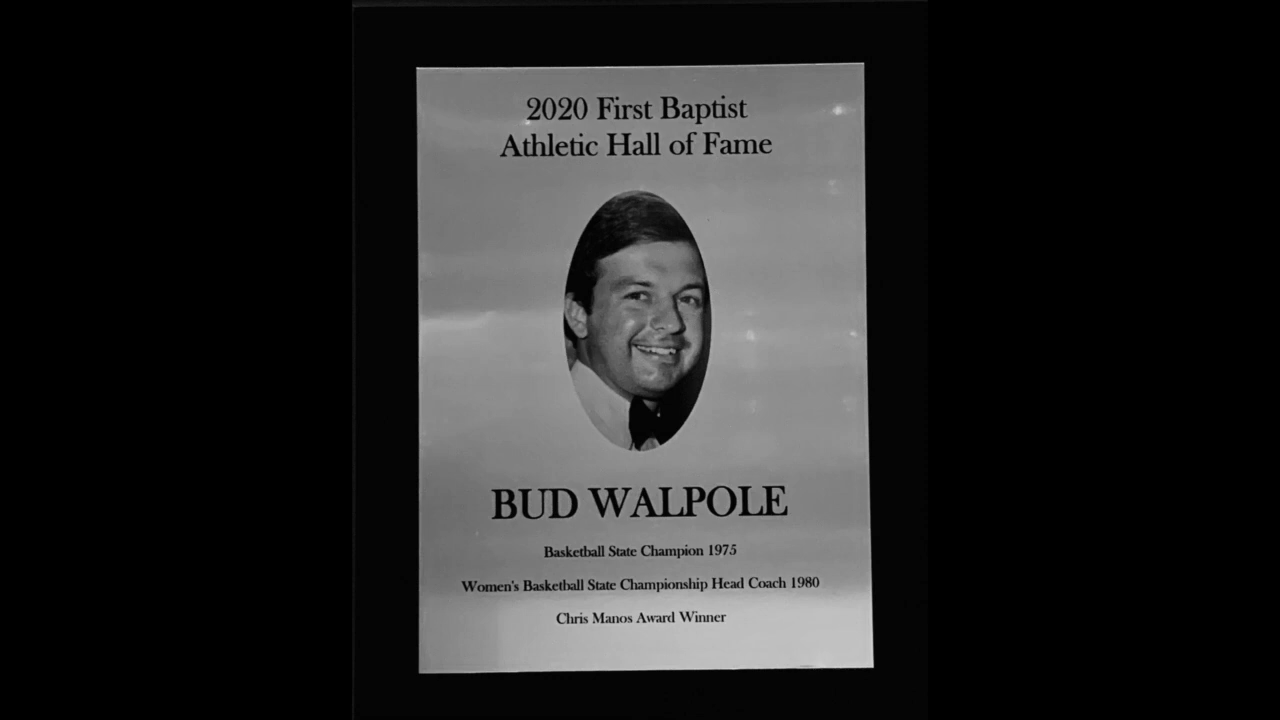 2020 First Baptist
Athletic Hall of Fame
BUD WALPOLE
Basketball State Champion 1975
Women's Basketball State Championship Head Coach 1980
Chris Manos Award Winner